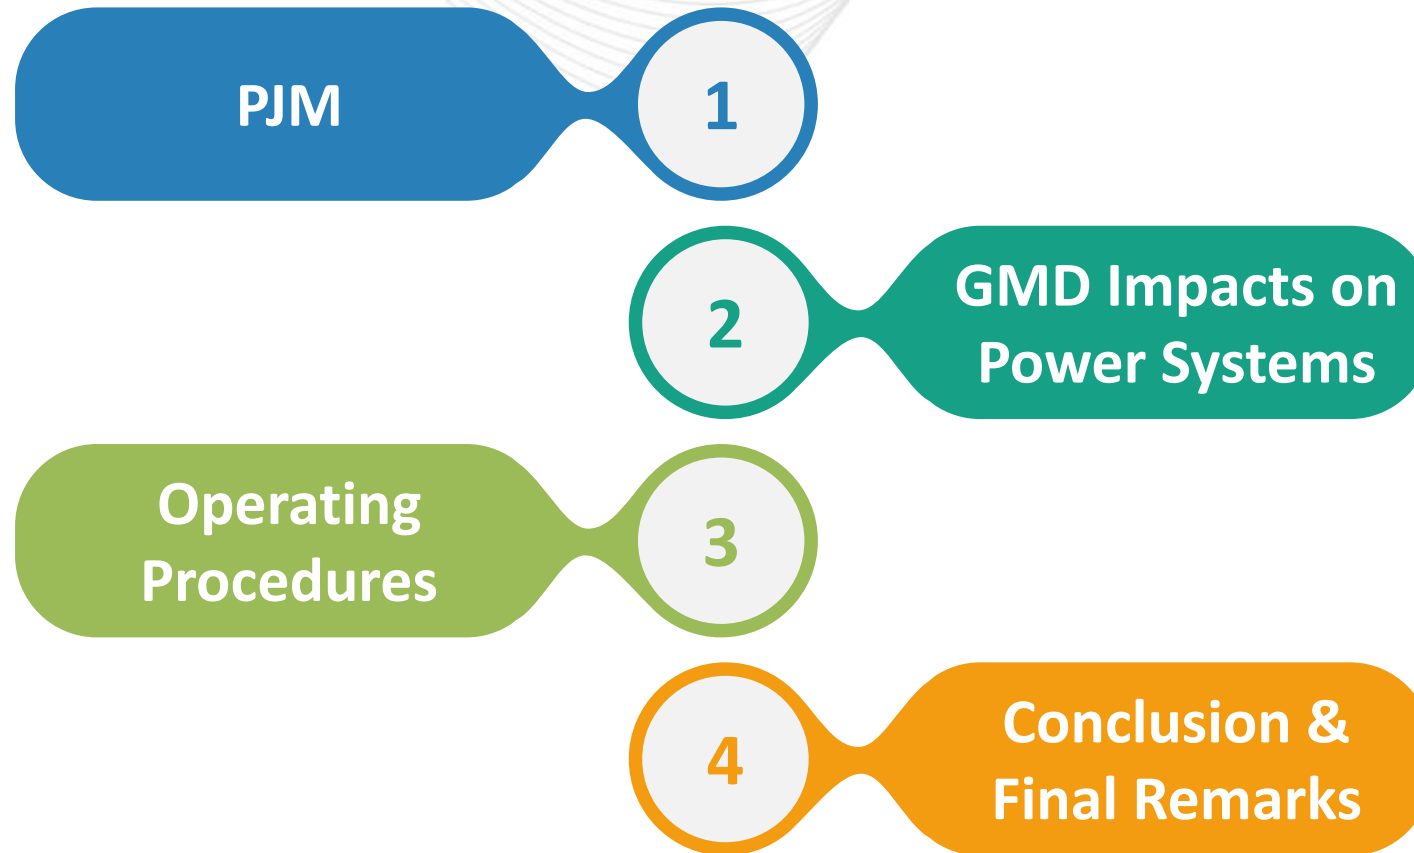 PJM
1
2
GMD Impacts on
Power Systems
Operating
Procedures
3
4
Conclusion &
Final Remarks